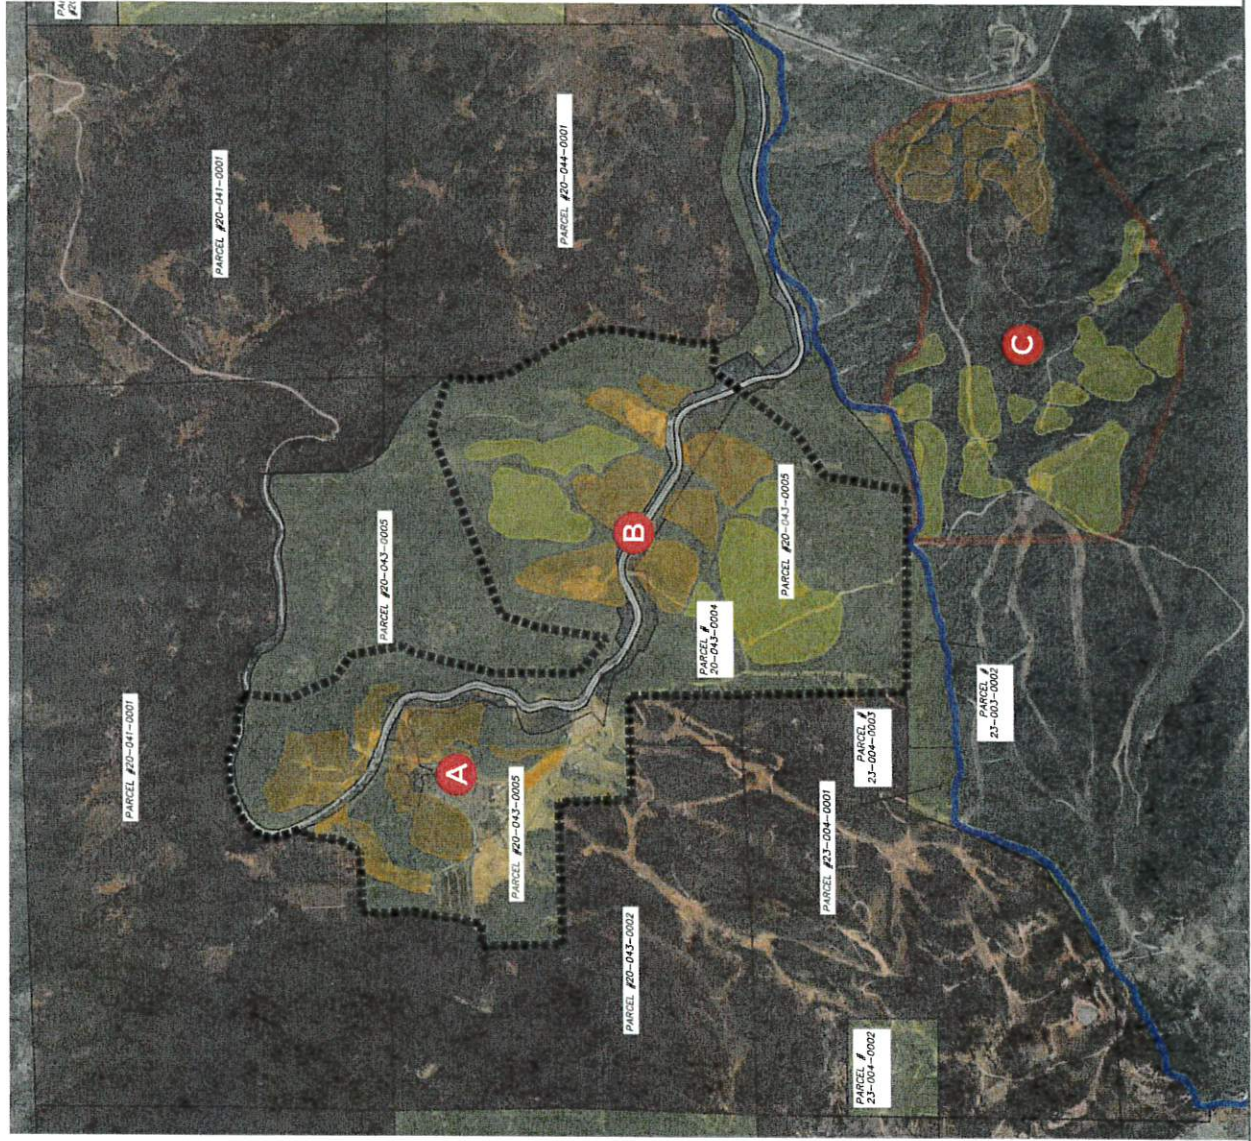 PARCEL #20-041-0001
PARCEL #20-041-0001
PARCEL #20-043-0005
A
PARCEL #20-043-0005
PARCEL #20-044-0001
PARCEL #20-043-0002
B
PARCEL #
20-043-0004
PARCEL #20-043-0005
PARCEL #23-004-0001
PARCEL #
23-004-0002
PARCEL #
23-004-0003
PARCEL #
23-003-0002
C